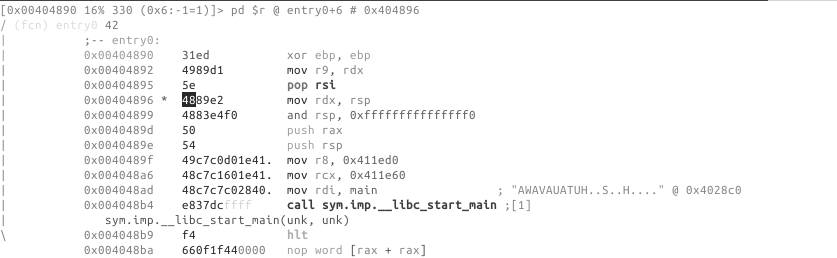 [0x00404890 16% 330 (0x6:-1=1)]> pd $r @ entry0+6 # 0x404896
/ (fcn) entry0 42
|          ;-- entry0:
|          0x00404890    31ed           xor ebp, ebp
|          0x00404892    4989d1         mov r9, rdx
|          0x00404895    5e             pop rsi
|          0x00404896 *  4889e2         mov rdx, rsp
|          0x00404899    4883e4f0       and rsp, 0xfffffffffffffff0
|          0x0040489d    50             push rax
|          0x0040489e    54             push rsp
|          0x0040489f    49c7c0d01e41.  mov r8, 0x411ed0
|          0x004048a6    48c7c1601e41.  mov rcx, 0x411e60
|          0x004048ad    48c7c7c02840.  mov rdi, main                ; "AWAVAUATUH..S..H...." @ 0x4028c0
|          0x004048b4    e837dcffff     call sym.imp.__libc_start_main ;[1]
|             sym.imp.__libc_start_main(unk, unk)
\          0x004048b9    f4             hlt
           0x004048ba    660f1f440000   nop word [rax + rax]